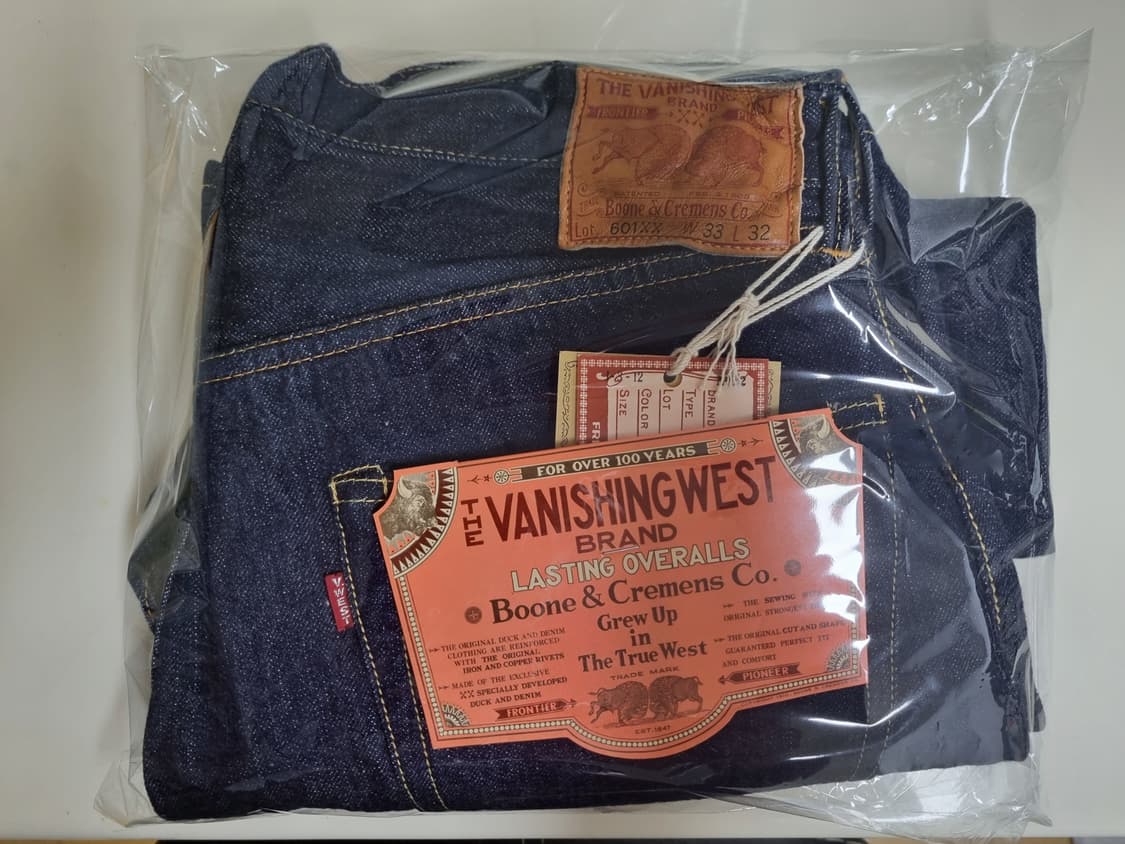 THE VANISHING WEST
BRAND
FRONTIER
Boone & Cremens Co.
Lot. 601XX W 33 L 32
BRAND
TYPE
LOT
COLOR
SIZE
FOR OVER 100 YEARS
THE VANISHING WEST
BRAND
LASTING OVERALLS
Boone & Cremens Co.
Grew Up
in
The True West
THE ORIGINAL DUCK AND DENIM
CLOTHING ARE REINFORCED
WITH THE ORIGINAL
IRON AND COPPER RIVETS
MADE OF THE EXCLUSIVE
XX SPECIALLY DEVELOPED
DUCK AND DENIM
THE SEWING
ORIGINAL
THE ORIGINAL CUT AND SHAPE
GUARANTEED PERFECT FIT
AND COMFORT
TRADE MARK
FRONTIER
PIONEER
EST. 1847
V WEST